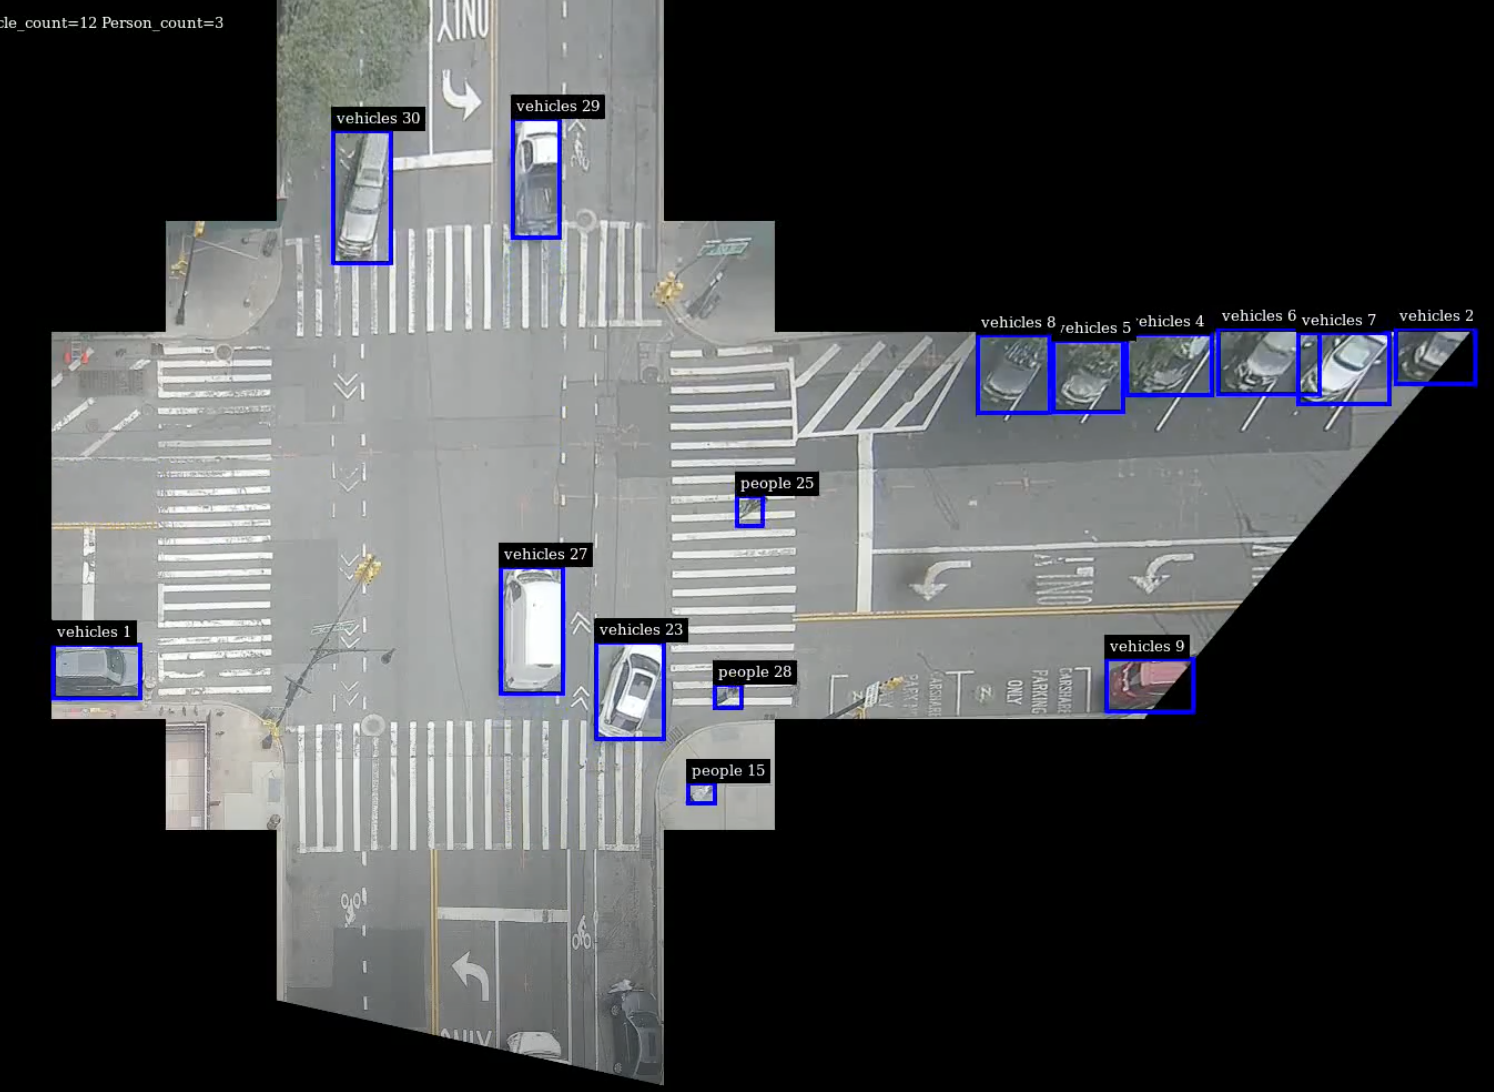 cle_count=12 Person_count=3
ONLY
vehicles 30
vehicles 29
vehicles 8
vehicles 5
vehicles 4
vehicles 6
vehicles 7
vehicles 2
people 25
vehicles 27
vehicles 1
vehicles 23
people 28
vehicles 9
CARSHARE
PARKING
ONLY
CARSHARE
PARKING
people 15
ONLY